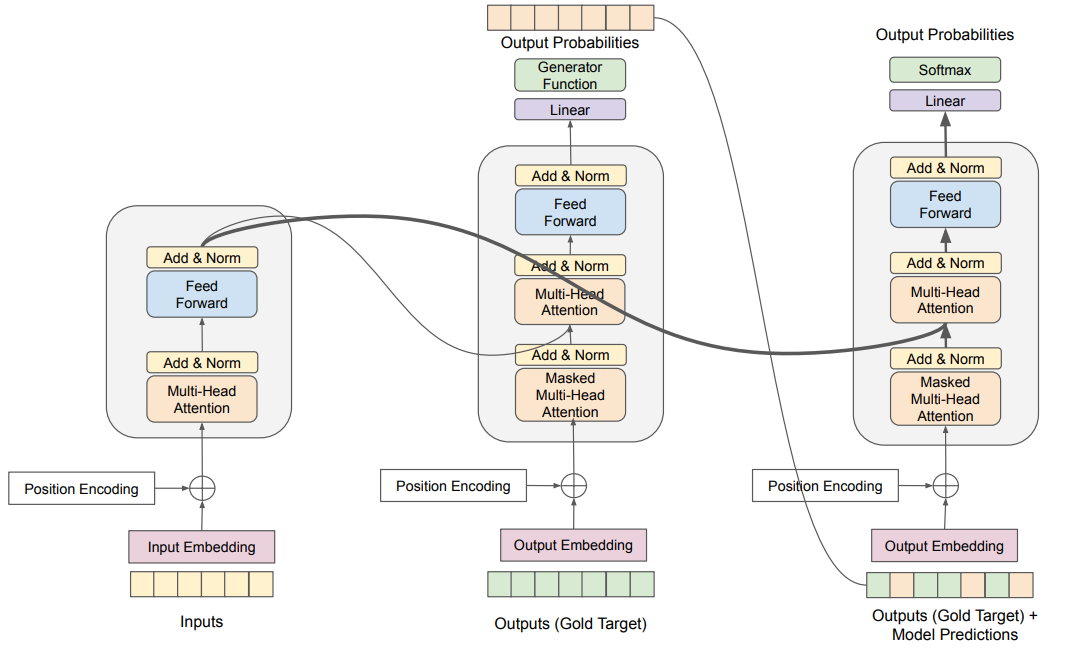 Add & Norm
Feed
Forward
Add & Norm
Multi-Head
Attention
Position Encoding
Input Embedding
Inputs
Output Probabilities
Generator
Function
Linear
Add & Norm
Feed
Forward
Add & Norm
Multi-Head
Attention
Add & Norm
Masked
Multi-Head
Attention
Position Encoding
Output Embedding
Outputs (Gold Target)
Output Probabilities
Softmax
Linear
Add & Norm
Feed
Forward
Add & Norm
Multi-Head
Attention
Add & Norm
Masked
Multi-Head
Attention
Position Encoding
Output Embedding
Outputs (Gold Target) +
Model Predictions